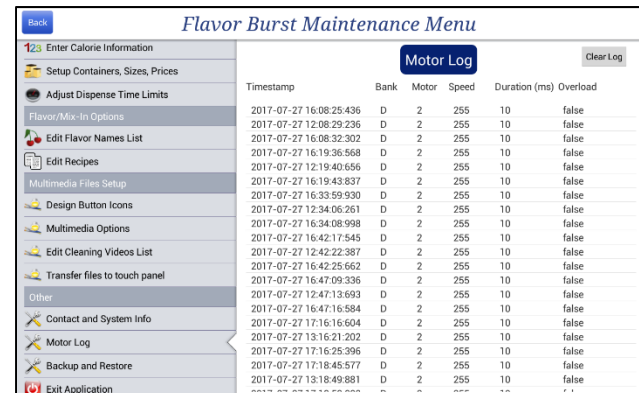 Back
Flavor Burst Maintenance Menu
123 Enter Calorie Information
Setup Containers, Sizes, Prices
Adjust Dispense Time Limits
Flavor/Mix-In Options
Edit Flavor Names List
Edit Recipes
Multimedia Files Setup
Design Button Icons
Multimedia Options
Edit Cleaning Videos List
Transfer files to touch panel
Other
Contact and System Info
Motor Log
Backup and Restore
Exit Application
Motor Log
Clear Log
Timestamp Bank Motor Speed Duration (ms) Overload
2017-07-27 16:08:25:436 D 2 255 10 false
2017-07-27 12:08:29:236 D 2 255 10 false
2017-07-27 16:08:32:302 D 2 255 10 false
2017-07-27 16:19:36:568 D 2 255 10 false
2017-07-27 12:19:40:656 D 2 255 10 false
2017-07-27 16:19:43:837 D 2 255 10 false
2017-07-27 16:33:59:930 D 2 255 10 false
2017-07-27 12:34:06:261 D 2 255 10 false
2017-07-27 16:34:08:998 D 2 255 10 false
2017-07-27 16:42:17:545 D 2 255 10 false
2017-07-27 12:42:22:387 D 2 255 10 false
2017-07-27 16:42:25:662 D 2 255 10 false
2017-07-27 16:47:09:336 D 2 255 10 false
2017-07-27 12:47:13:693 D 2 255 10 false
2017-07-27 16:47:16:584 D 2 255 10 false
2017-07-27 17:16:16:604 D 2 255 10 false
2017-07-27 13:16:21:202 D 2 255 10 false
2017-07-27 17:16:25:396 D 2 255 10 false
2017-07-27 17:18:45:577 D 2 255 10 false
2017-07-27 13:18:49:881 D 2 255 10 false